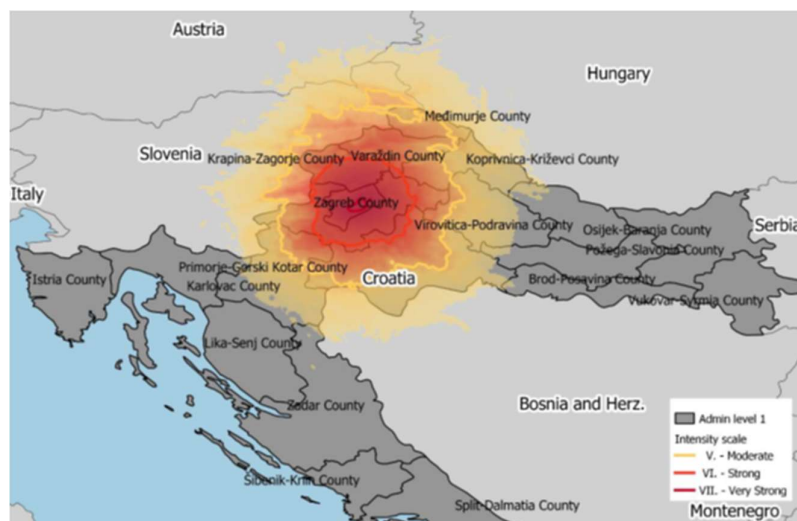 Austria
Hungary
Međimurje County
Slovenia
Krapina-Zagorje County
Varaždin County
Koprivnica-Križevci County
Italy
Zagreb County
Virovitica-Podravina County
Osijek-Baranja County
Serbia
Požega-Slavonia County
Primorje-Gorski Kotar County
Croatia
Istria County
Karlovac County
Brod-Posavina County
Vukovar-Syrmia County
Lika-Senj County
Zadar County
Bosnia and Herz.
Admin level 1
Intensity scale
V. - Moderate
VI. - Strong
VII. - Very Strong
Šibenik-Knin County
Split-Dalmatia County
Montenegro